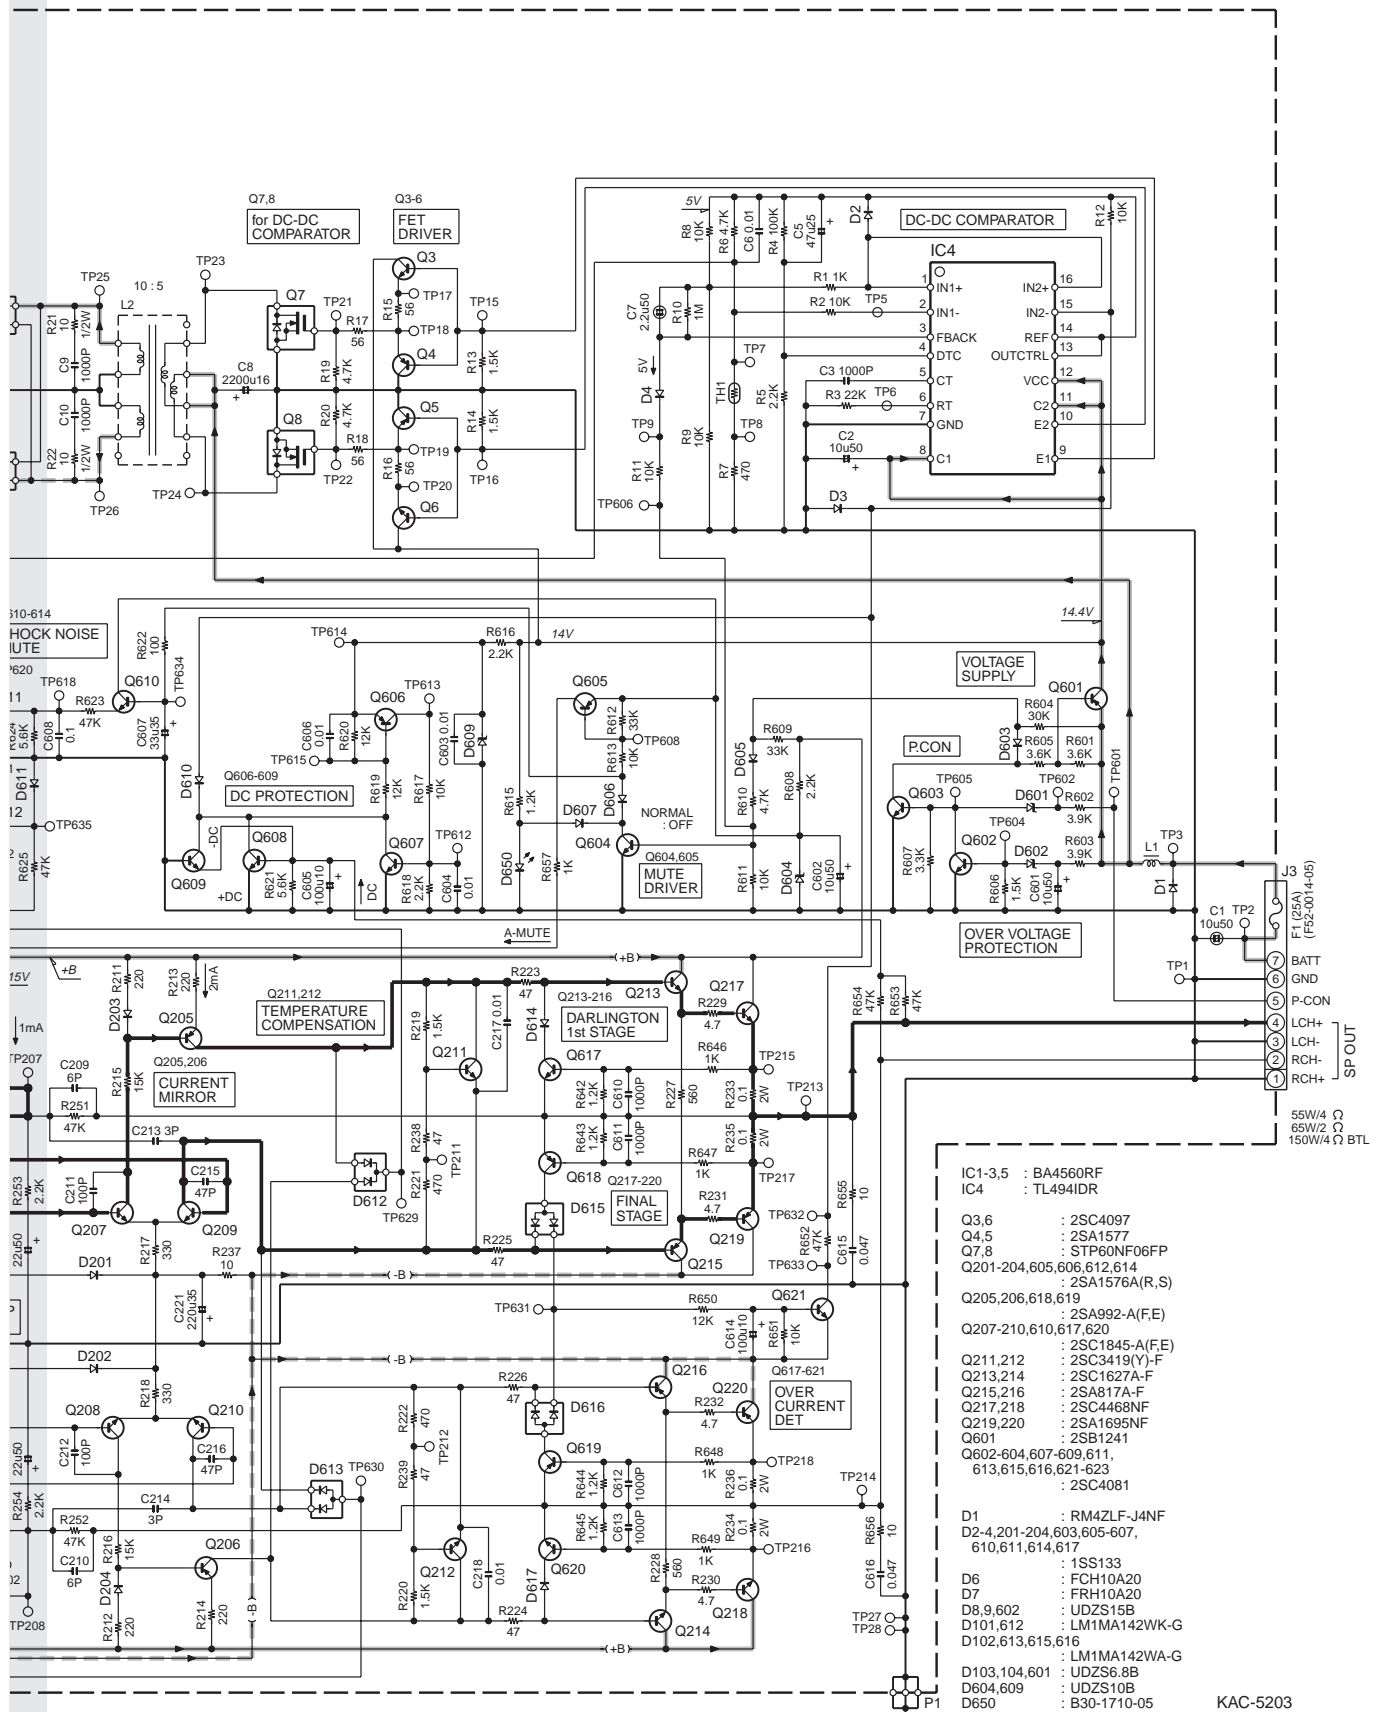 Q7,8
for DC-DC
COMPARATOR
Q3-6
FET
DRIVER
DC-DC COMPARATOR
IC4
5V
R8 10K
R6 4.7K
C6 0.01
R4 100K
C5 47u25
D2
R12 10K
TP25
TP23
10 : 5
L2
R21 10 1/2W
C9 1000P
C10 1000P
R22 10 1/2W
TP26
TP24
C8
2200u16
Q7
TP21
R17
56
R19 4.7K
R20 4.7K
Q8
R18
56
TP22
Q3
R15 56
TP17
TP18
Q4
Q5
TP19
R16 56
TP20
Q6
TP15
R13 1.5K
R14 1.5K
TP16
C7 2.2u50
R10 1M
R1 1K
R2 10K
TP5
TP7
5V
D4
TH1
R5 2.2K
C3 1000P
R3 22K
TP6
TP9
R9 10K
TP8
C2
10u50
R11 10K
R7 470
TP606
D3
1 IN1+
2 IN1-
3 FBACK
4 DTC
5 CT
6 RT
7 GND
8 C1
16 IN2+
15 IN2-
14 REF
13 OUTCTRL
12 VCC
11 C2
10 E2
9 E1
610-614
HOCK NOISE
UTE
P620
11
TP618
R623
47K
Q610
R622 100
TP634
C607 33u35
R624 5.6K
C608 0.1
D611
12
TP635
R625 47K
D610
TP614
R616
2.2K
14V
Q606
TP613
C606 0.01
R620 12K
TP615
C603 0.01
D609
Q606-609
DC PROTECTION
R619 12K
R617 10K
-DC
Q608
Q609
+DC
R621 5.6K
C605 100u10
DC
Q607
TP612
R618 2.2K
C604 0.01
R615 1.2K
D650
D607
R657 1K
Q605
R612 33K
TP608
R613 10K
D606
NORMAL
: OFF
Q604
Q604,605
MUTE
DRIVER
D605
R609
33K
R608 2.2K
R610 4.7K
R611 10K
D604
C602 10u50
14.4V
VOLTAGE
SUPPLY
Q601
R604
30K
D603
R605
3.6K
R601
3.6K
TP601
P.CON
Q603
TP605
TP602
D601
R602
3.9K
Q602
TP604
D602
R603
3.9K
R607 3.3K
R606 1.5K
C601 10u50
L1
TP3
D1
OVER VOLTAGE
PROTECTION
C1
10u50
TP2
J3
F1 (25A)
(F52-0014-05)
TP1
7 BATT
6 GND
5 P-CON
4 LCH+
3 LCH-
2 RCH-
1 RCH+
SP OUT
55W/4 Ω
65W/2 Ω
150W/4 Ω BTL
A-MUTE
(+B)
15V
+B
R211 220
R213 220
2mA
D203
Q205
1mA
TP207
C209
6P
R251
47K
R215 15K
Q205,206
CURRENT
MIRROR
C213 3P
C211 100P
C215
47P
R253 2.2K
Q207
Q209
R217 330
22u50
D201
R237
10
C221 220u35
Q211,212
TEMPERATURE
COMPENSATION
R219 1.5K
Q211
C217 0.01
R223
47
D614
R238 47
R221 470
TP211
D612
TP629
R225
47
(-B)
Q213-216
DARLINGTON
1st STAGE
Q213
Q217
R229
4.7
Q617
R646
1K
R642 1.2K
C610 1000P
R227 560
R233 0.1 2W
TP215
TP213
R643 1.2K
C611 1000P
R235 0.1 2W
R647
1K
TP217
Q618
Q217-220
FINAL
STAGE
D615
R231
4.7
Q219
Q215
R654 47K
R653 47K
TP632
R652 47K
TP633
R655 10
C615 0.047
TP631
R650
12K
C614 100u10
R651 10K
Q621
D202
R218 330
Q208
Q210
C212 100P
C216
47P
22u50
R254 2.2K
C214
3P
R252
47K
C210
6P
R216 15K
D204
R212 220
Q206
R214 220
02
TP208
-B
D613
TP630
(-B)
R222 470
TP212
R239 47
R220 1.5K
Q212
C218 0.01
R226
47
R224
47
D616
Q619
Q216
Q220
Q617-621
OVER
CURRENT
DET
R232
4.7
R648
1K
R644 1.2K
C612 1000P
R236 0.1 2W
TP218
R645 1.2K
C613 1000P
R234 0.1 2W
R649
1K
TP216
Q620
D617
R228 560
R230
4.7
Q218
Q214
(+B)
TP214
R656 10
C616 0.047
TP27
TP28
P1
IC1-3,5 : BA4560RF
IC4 : TL494IDR
Q3,6 : 2SC4097
Q4,5 : 2SA1577
Q7,8 : STP60NF06FP
Q201-204,605,606,612,614
: 2SA1576A(R,S)
Q205,206,618,619
: 2SA992-A(F,E)
Q207-210,610,617,620
: 2SC1845-A(F,E)
Q211,212 : 2SC3419(Y)-F
Q213,214 : 2SC1627A-F
Q215,216 : 2SA817A-F
Q217,218 : 2SC4468NF
Q219,220 : 2SA1695NF
Q601 : 2SB1241
Q602-604,607-609,611,
613,615,616,621-623
: 2SC4081
D1 : RM4ZLF-J4NF
D2-4,201-204,603,605-607,
610,611,614,617
: 1SS133
D6 : FCH10A20
D7 : FRH10A20
D8,9,602 : UDZS15B
D101,612 : LM1MA142WK-G
D102,613,615,616
: LM1MA142WA-G
D103,104,601 : UDZS6.8B
D604,609 : UDZS10B
D650 : B30-1710-05
KAC-5203